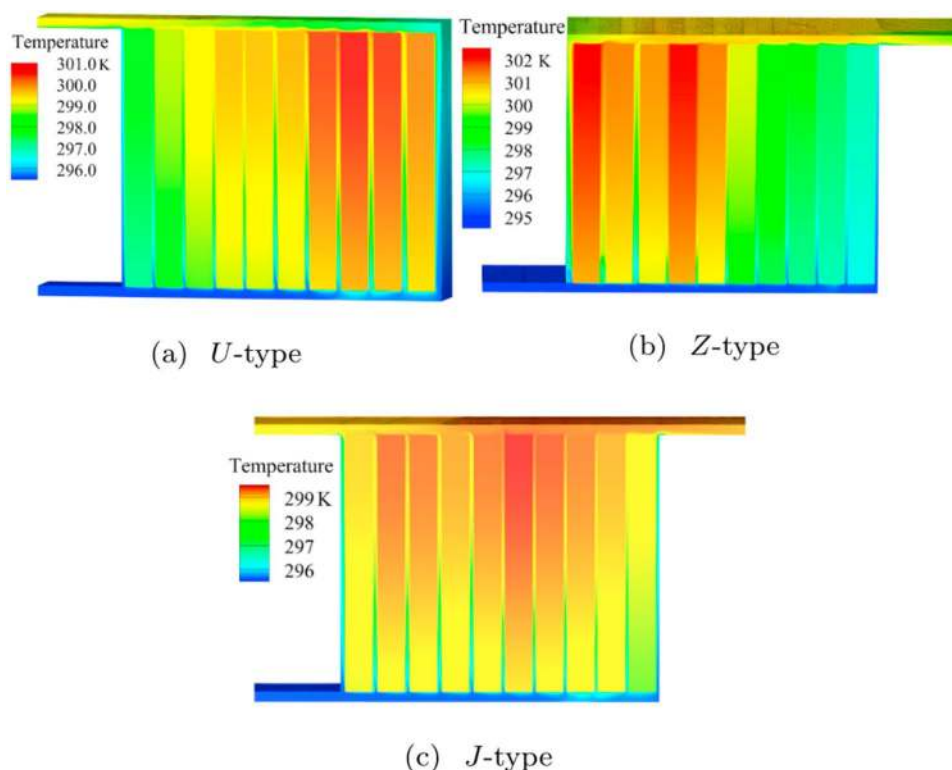 Temperature
301.0 K
300.0
299.0
298.0
297.0
296.0
(a) U-type
Temperature
302 K
301
300
299
298
297
296
295
(b) Z-type
Temperature
299 K
298
297
296
(c) J-type